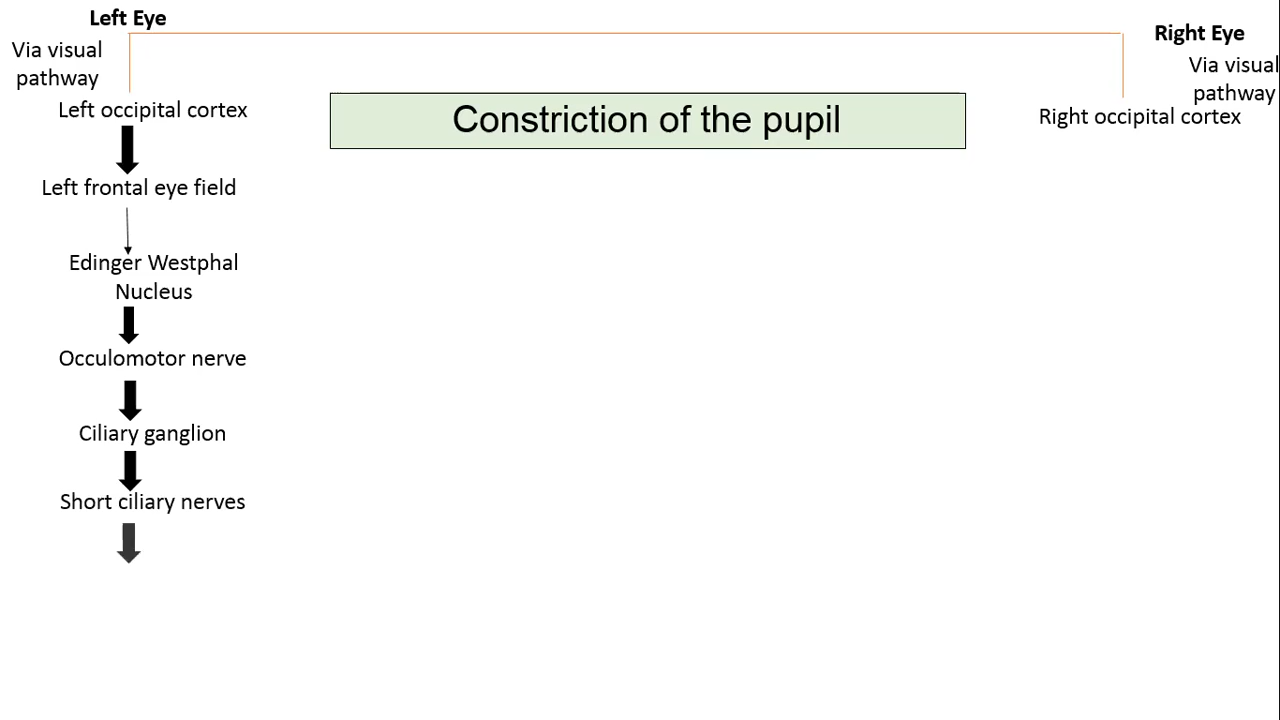 Left Eye
Via visual
pathway
Left occipital cortex
Left frontal eye field
Edinger Westphal
Nucleus
Occulomotor nerve
Ciliary ganglion
Short ciliary nerves
Constriction of the pupil
Right Eye
Via visual
pathway
Right occipital cortex